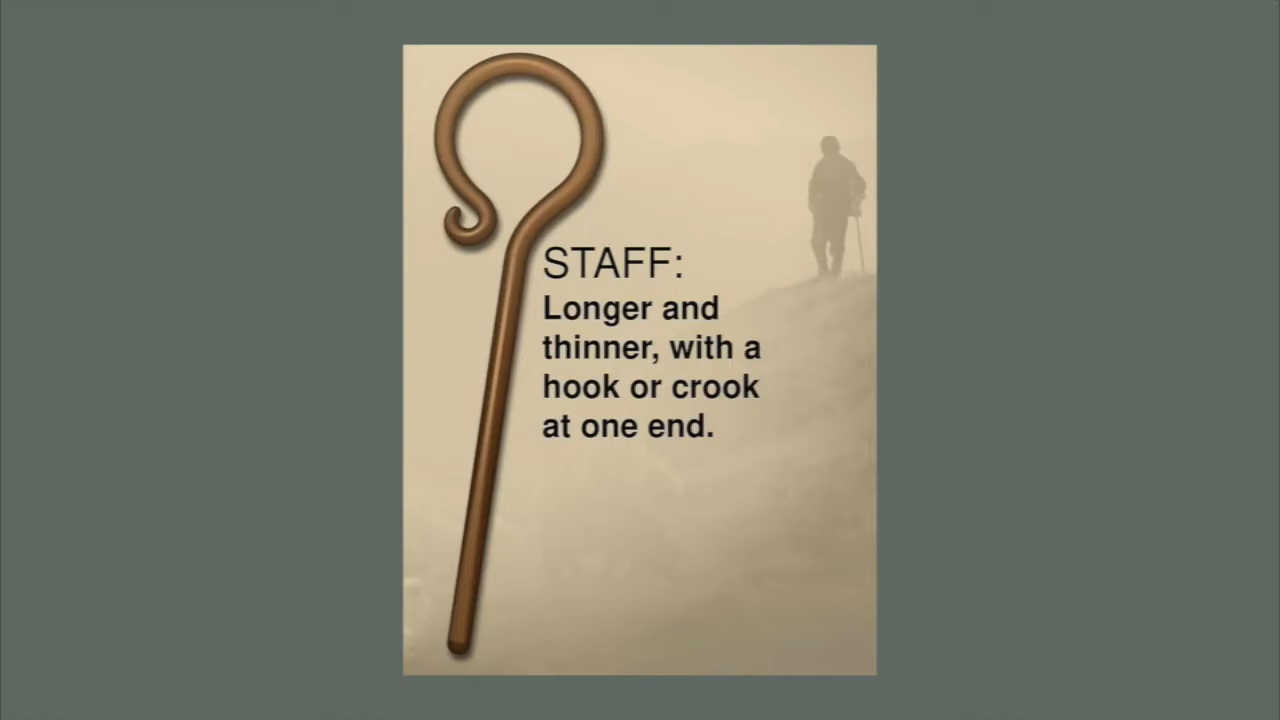 STAFF:
Longer and
thinner, with a
hook or crook
at one end.